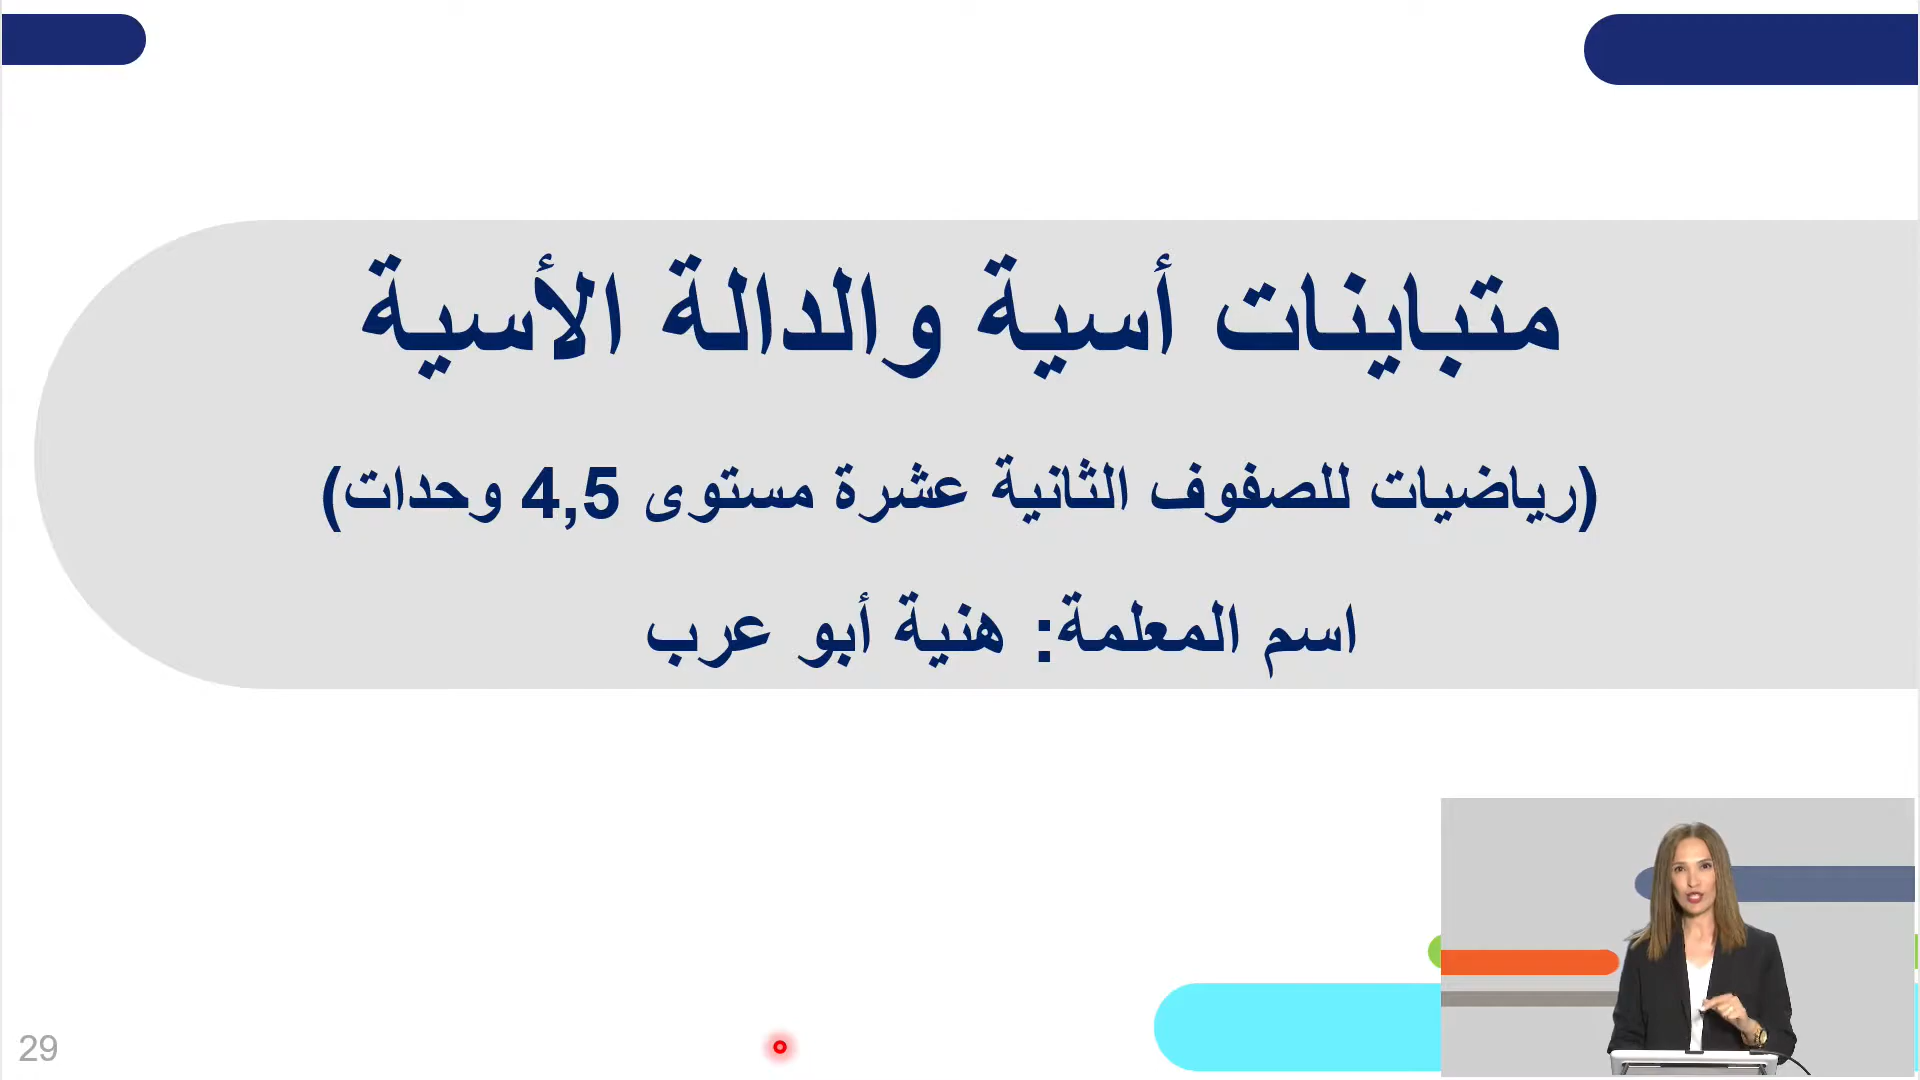 متباينات أسية والدالة الأسية
(رياضيات للصفوف الثانية عشرة مستوى 4,5 وحدات)
اسم المعلمة: هنية أبو عرب
29